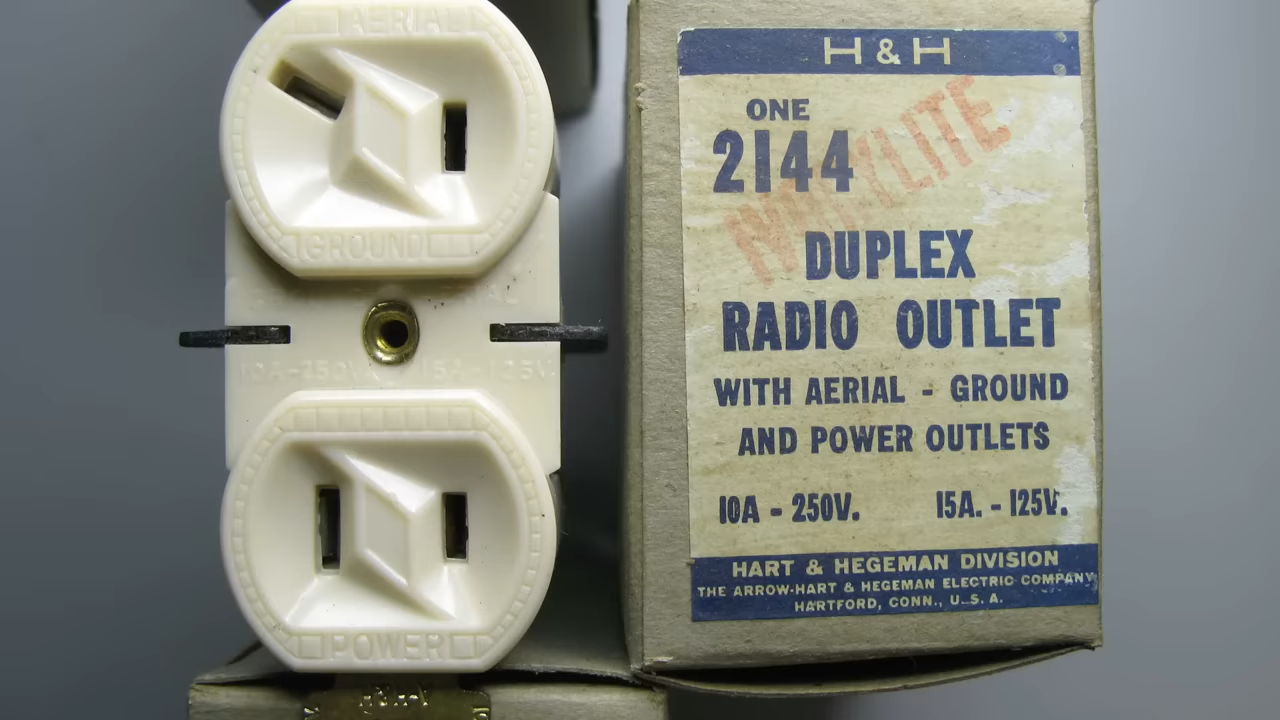 AERIAL
GROUND
10A-250V 15A-125V.
POWER
H&H
ONE
2144
IVORYLITE
DUPLEX
RADIO OUTLET
WITH AERIAL - GROUND
AND POWER OUTLETS
10A - 250V. 15A. - 125V.
HART & HEGEMAN DIVISION
THE ARROW-HART & HEGEMAN ELECTRIC COMPANY
HARTFORD, CONN., U.S.A.